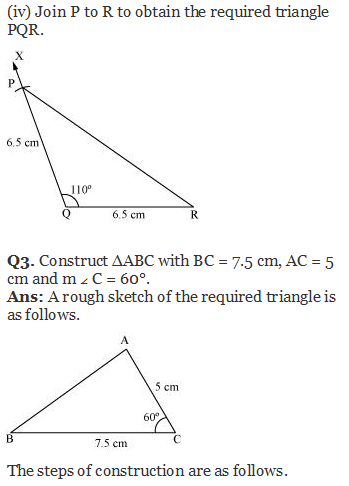 (iv) Join P to R to obtain the required triangle
PQR.
X
P
6.5 cm
110°
Q
6.5 cm
R
Q3. Construct ΔABC with BC = 7.5 cm, AC = 5
cm and m ∠ C = 60°.
Ans: A rough sketch of the required triangle is
as follows.
A
5 cm
60°
B
7.5 cm
C
The steps of construction are as follows.